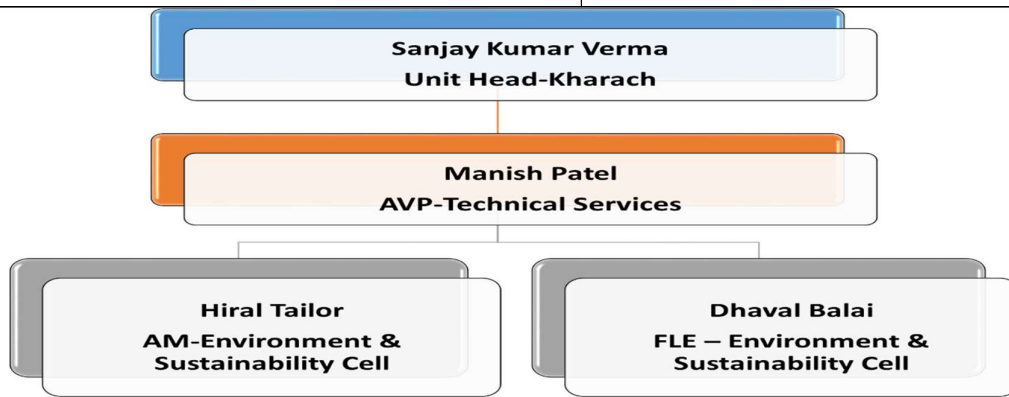 Sanjay Kumar Verma
Unit Head-Kharach
Manish Patel
AVP-Technical Services
Hiral Tailor
AM-Environment &
Sustainability Cell
Dhaval Balai
FLE – Environment &
Sustainability Cell